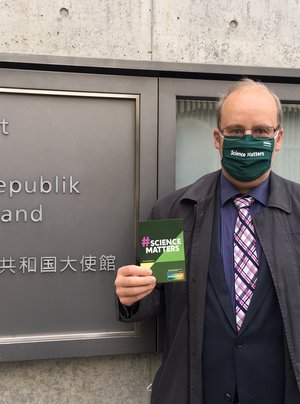 t
epublik
and
共和国大使館
Science Matters
#SCIENCE
MATTERS